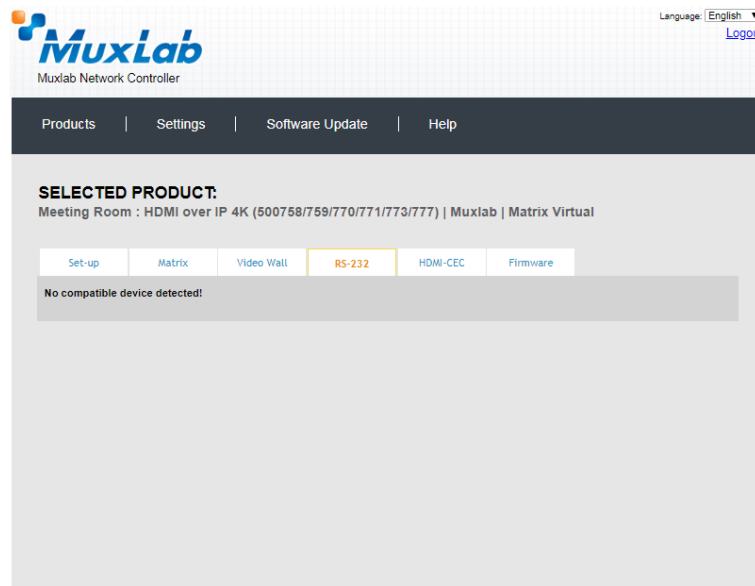 Language: English
MuxLab
Logou
Muxlab Network Controller
Products | Settings | Software Update | Help
SELECTED PRODUCT:
Meeting Room : HDMI over IP 4K (500758/759/770/771/773/777) | Muxlab | Matrix Virtual
Set-up Matrix Video Wall RS-232 HDMI-CEC Firmware
No compatible device detected!